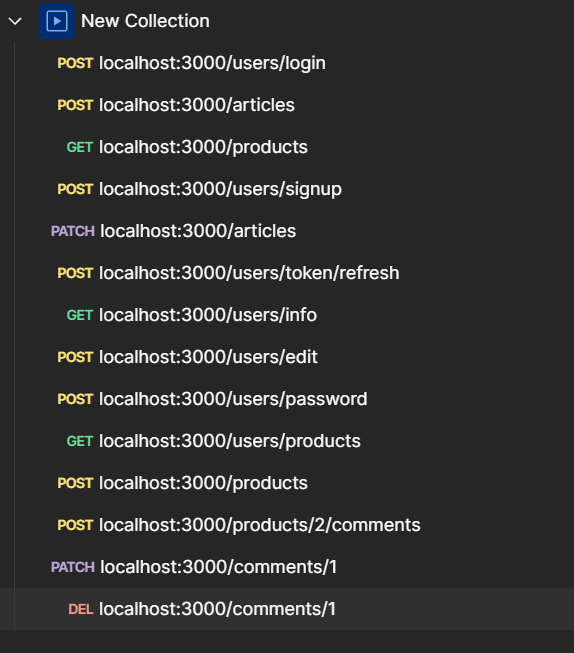 New Collection
POST localhost:3000/users/login
POST localhost:3000/articles
GET localhost:3000/products
POST localhost:3000/users/signup
PATCH localhost:3000/articles
POST localhost:3000/users/token/refresh
GET localhost:3000/users/info
POST localhost:3000/users/edit
POST localhost:3000/users/password
GET localhost:3000/users/products
POST localhost:3000/products
POST localhost:3000/products/2/comments
PATCH localhost:3000/comments/1
DEL localhost:3000/comments/1